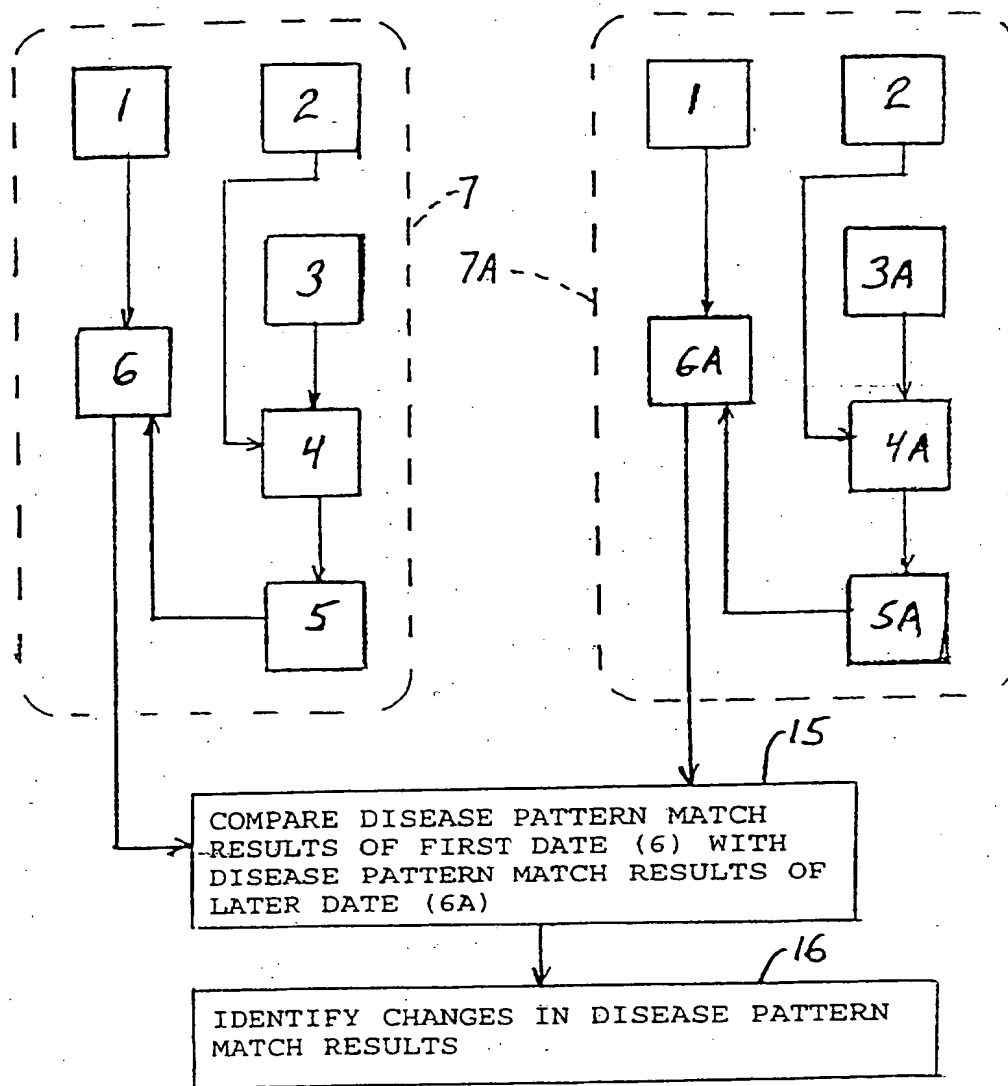 1 2 1 2
7
3 7A 3A
6 6A
4 4A
5 5A
15
COMPARE DISEASE PATTERN MATCH
RESULTS OF FIRST DATE (6) WITH
DISEASE PATTERN MATCH RESULTS OF
LATER DATE (6A)
16
IDENTIFY CHANGES IN DISEASE PATTERN
MATCH RESULTS